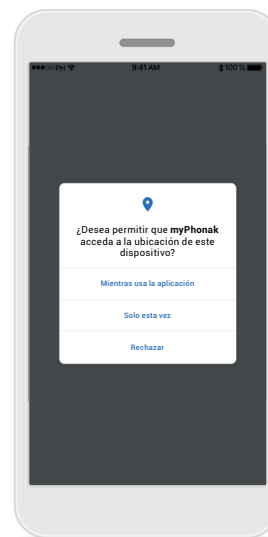 ●●●○○ PH 9:41 AM 100 %
¿Desea permitir que myPhonak
acceda a la ubicación de este
dispositivo?
Mientras usa la aplicación
Solo esta vez
Rechazar